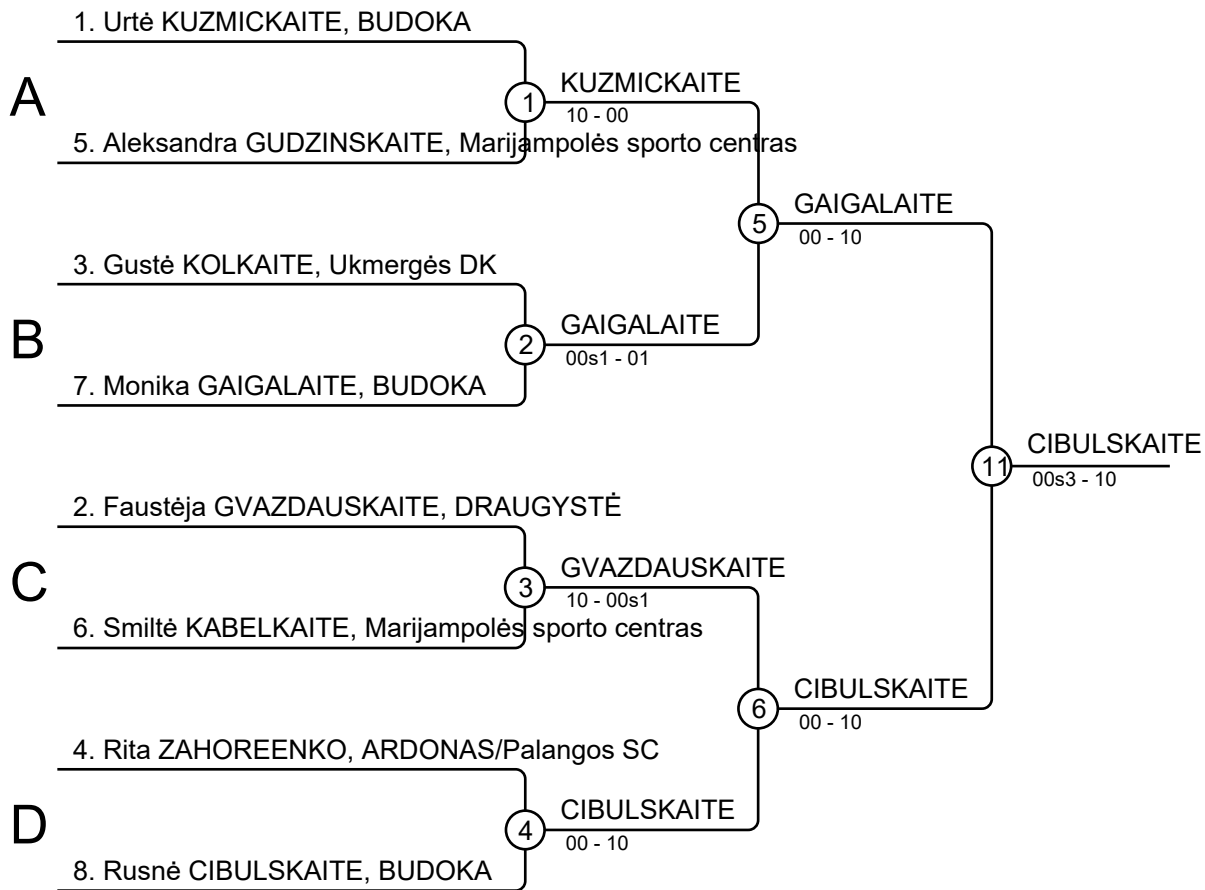 1. Urtė KUZMICKAITE, BUDOKA
A
1
KUZMICKAITE
10 - 00
5. Aleksandra GUDZINSKAITE, Marijampolės sporto centras
5
GAIGALAITE
00 - 10
3. Gustė KOLKAITE, Ukmergės DK
B
2
GAIGALAITE
00s1 - 01
7. Monika GAIGALAITE, BUDOKA
11
CIBULSKAITE
00s3 - 10
2. Faustėja GVAZDAUSKAITE, DRAUGYSTĖ
C
3
GVAZDAUSKAITE
10 - 00s1
6. Smiltė KABELKAITE, Marijampolės sporto centras
6
CIBULSKAITE
00 - 10
4. Rita ZAHOREENKO, ARDONAS/Palangos SC
D
4
CIBULSKAITE
00 - 10
8. Rusnė CIBULSKAITE, BUDOKA